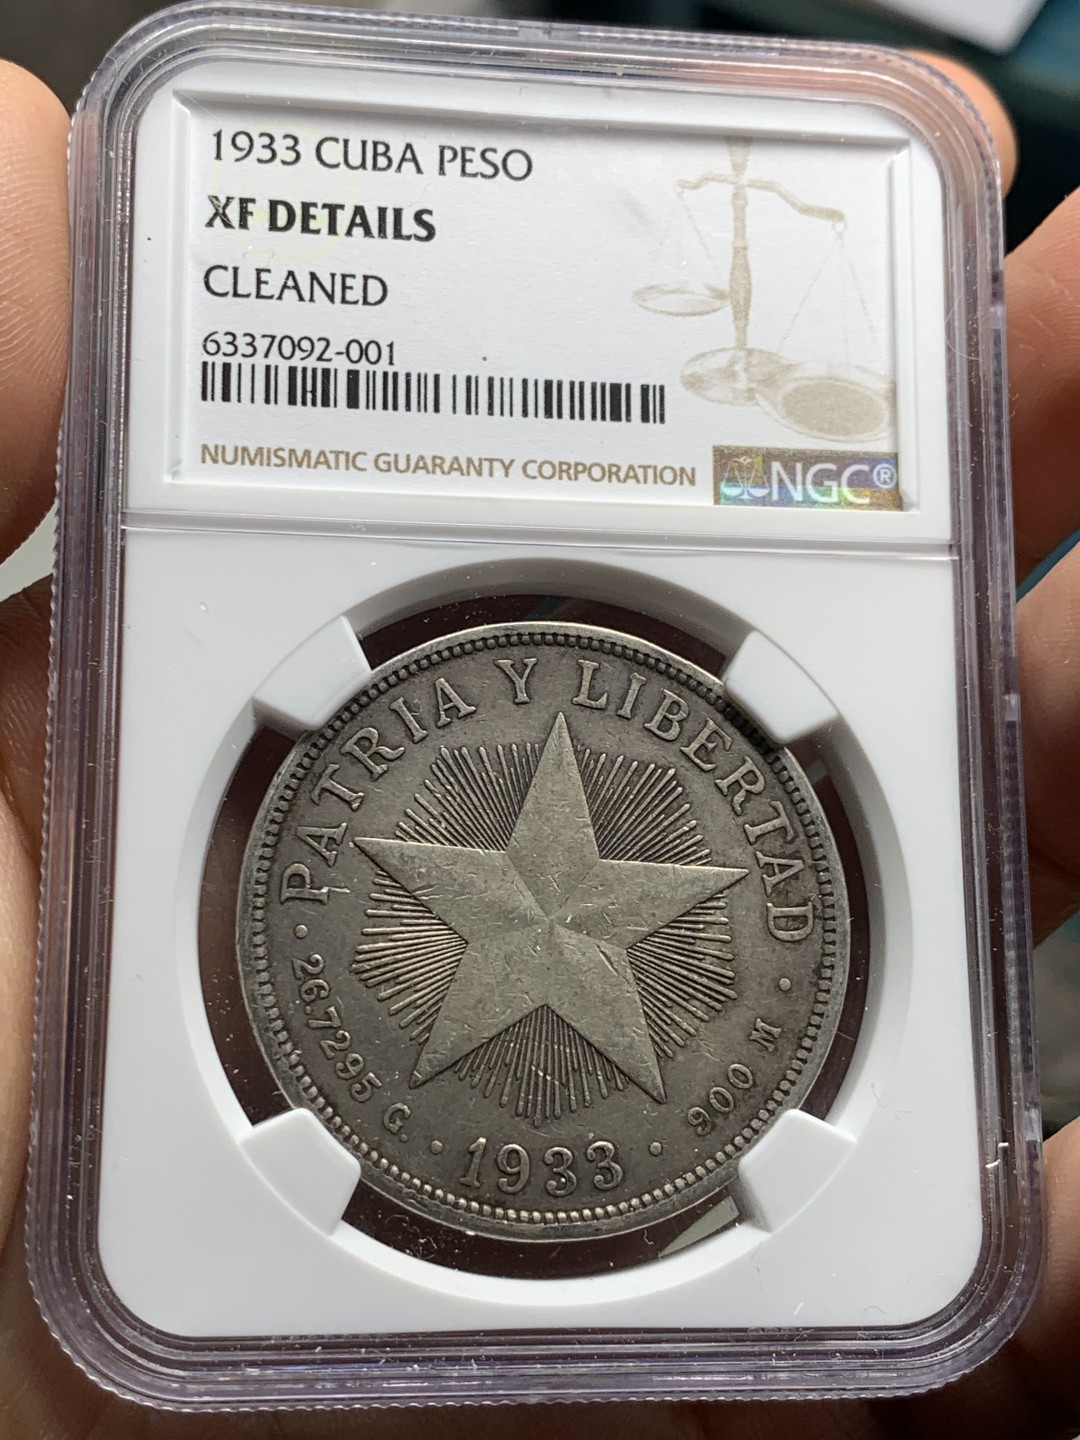 1933 CUBA PESO
XF DETAILS
CLEANED
6337092-001
NUMISMATIC GUARANTY CORPORATION
NGC®
PATRIA Y LIBERTAD
· 26.7295 G. · 1933 · 900 M ·